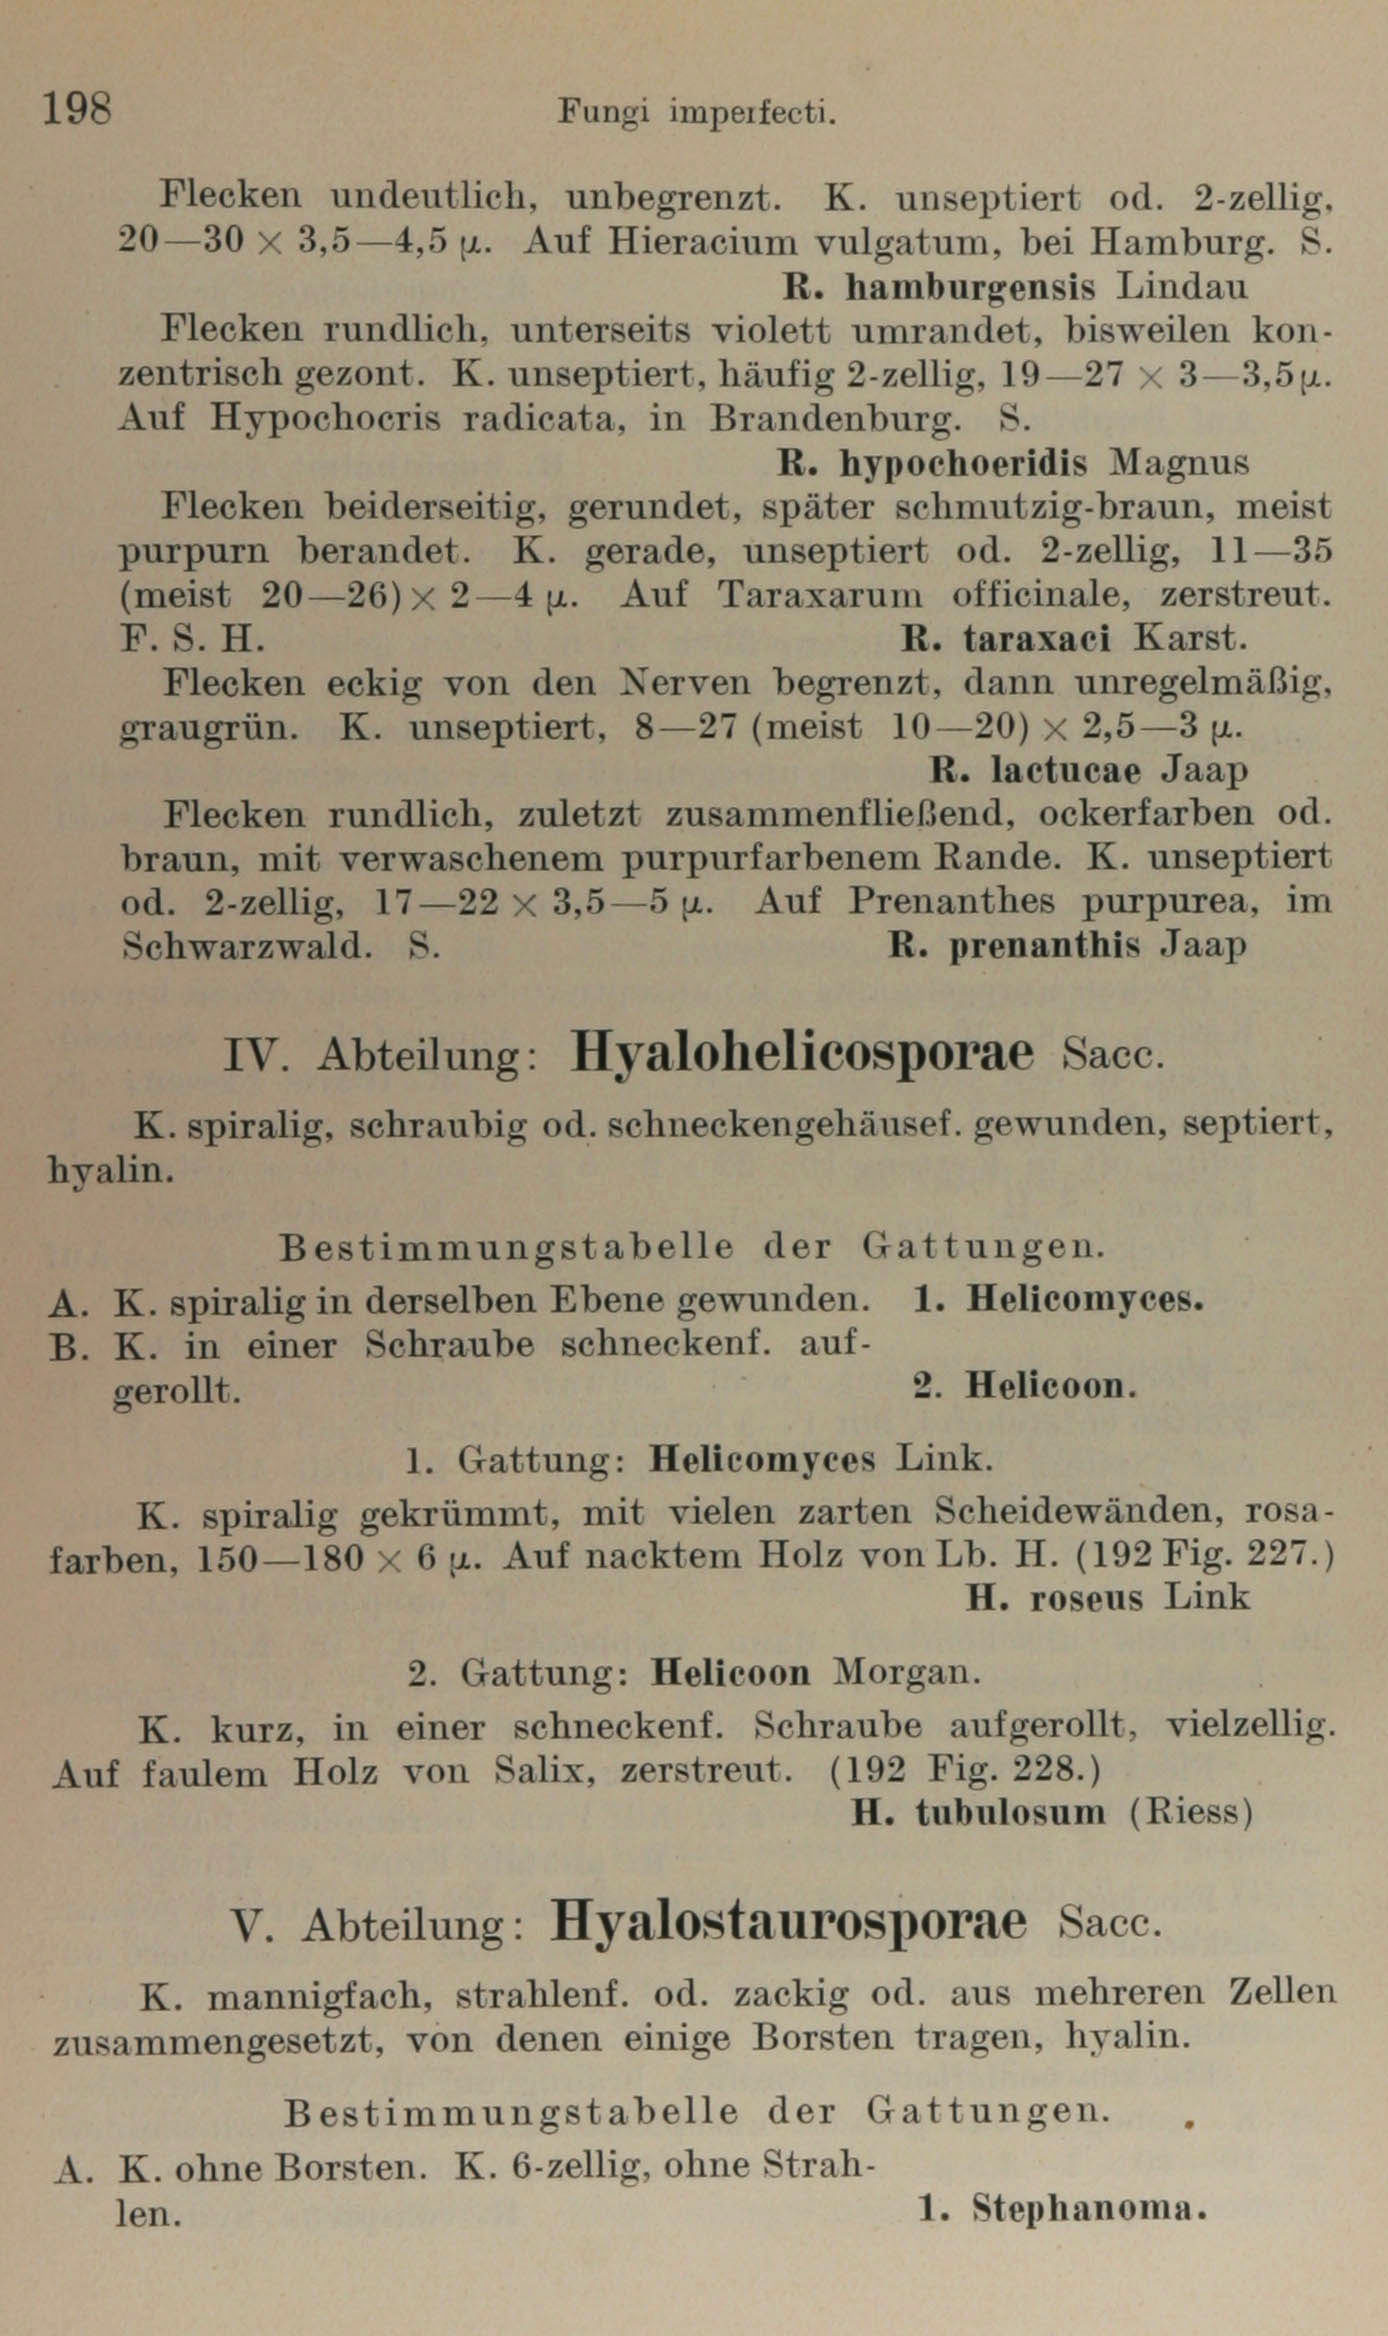 198
Fungi imperfecti.
Flecken undeutlich, unbegrenzt. K. unseptiert od. 2-zellig,
20—30 × 3,5—4,5 µ. Auf Hieracium vulgatum, bei Hamburg. S.
R. hamburgensis Lindau
Flecken rundlich, unterseits violett umrandet, bisweilen kon-
zentrisch gezont. K. unseptiert, häufig 2-zellig, 19—27 × 3—3,5 µ.
Auf Hypochocris radicata, in Brandenburg. S.
R. hypochoeridis Magnus
Flecken beiderseitig, gerundet, später schmutzig-braun, meist
purpurn berandet. K. gerade, unseptiert od. 2-zellig, 11—35
(meist 20—26) × 2—4 µ. Auf Taraxarum officinale, zerstreut.
F. S. H. R. taraxaci Karst.
Flecken eckig von den Nerven begrenzt, dann unregelmäßig,
graugrün. K. unseptiert, 8—27 (meist 10—20) × 2,5—3 µ.
R. lactucae Jaap
Flecken rundlich, zuletzt zusammenfließend, ockerfarben od.
braun, mit verwaschenem purpurfarbenem Rande. K. unseptiert
od. 2-zellig, 17—22 × 3,5—5 µ. Auf Prenanthes purpurea, im
Schwarzwald. S. R. prenanthis Jaap
IV. Abteilung: Hyalohelicosporae Sacc.
K. spiralig, schraubig od. schneckengehäusef. gewunden, septiert,
hyalin.
Bestimmungstabelle der Gattungen.
A. K. spiralig in derselben Ebene gewunden. 1. Helicomyces.
B. K. in einer Schraube schneckenf. auf-
gerollt. 2. Helicoon.
1. Gattung: Helicomyces Link.
K. spiralig gekrümmt, mit vielen zarten Scheidewänden, rosa-
farben, 150—180 × 6 µ. Auf nacktem Holz von Lb. H. (192 Fig. 227.)
H. roseus Link
2. Gattung: Helicoon Morgan.
K. kurz, in einer schneckenf. Schraube aufgerollt, vielzellig.
Auf faulem Holz von Salix, zerstreut. (192 Fig. 228.)
H. tubulosum (Riess)
V. Abteilung: Hyalostaurosporae Sacc.
K. mannigfach, strahlenf. od. zackig od. aus mehreren Zellen
zusammengesetzt, von denen einige Borsten tragen, hyalin.
Bestimmungstabelle der Gattungen.
A. K. ohne Borsten. K. 6-zellig, ohne Strah-
len. 1. Stephanoma.